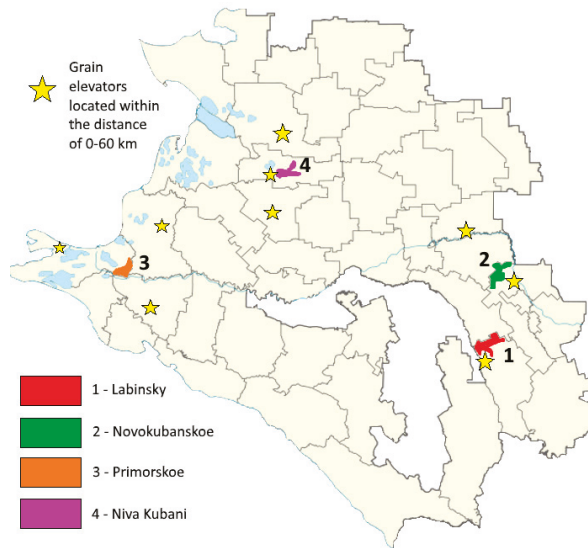 Grain
elevators
located within
the distance
of 0-60 km
4
3
2
1
1 - Labinsky
2 - Novokubanskoe
3 - Primorskoe
4 - Niva Kubani